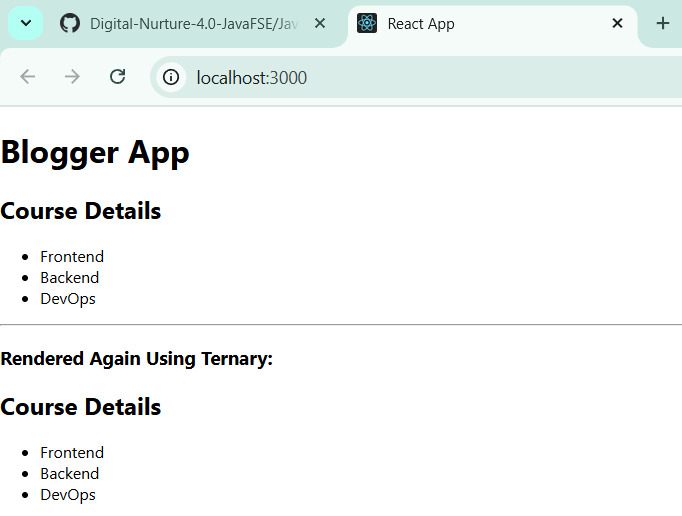 Digital-Nurture-4.0-JavaFSE/Jav
React App
localhost:3000
Blogger App
Course Details
Frontend
Backend
DevOps
Rendered Again Using Ternary:
Course Details
Frontend
Backend
DevOps